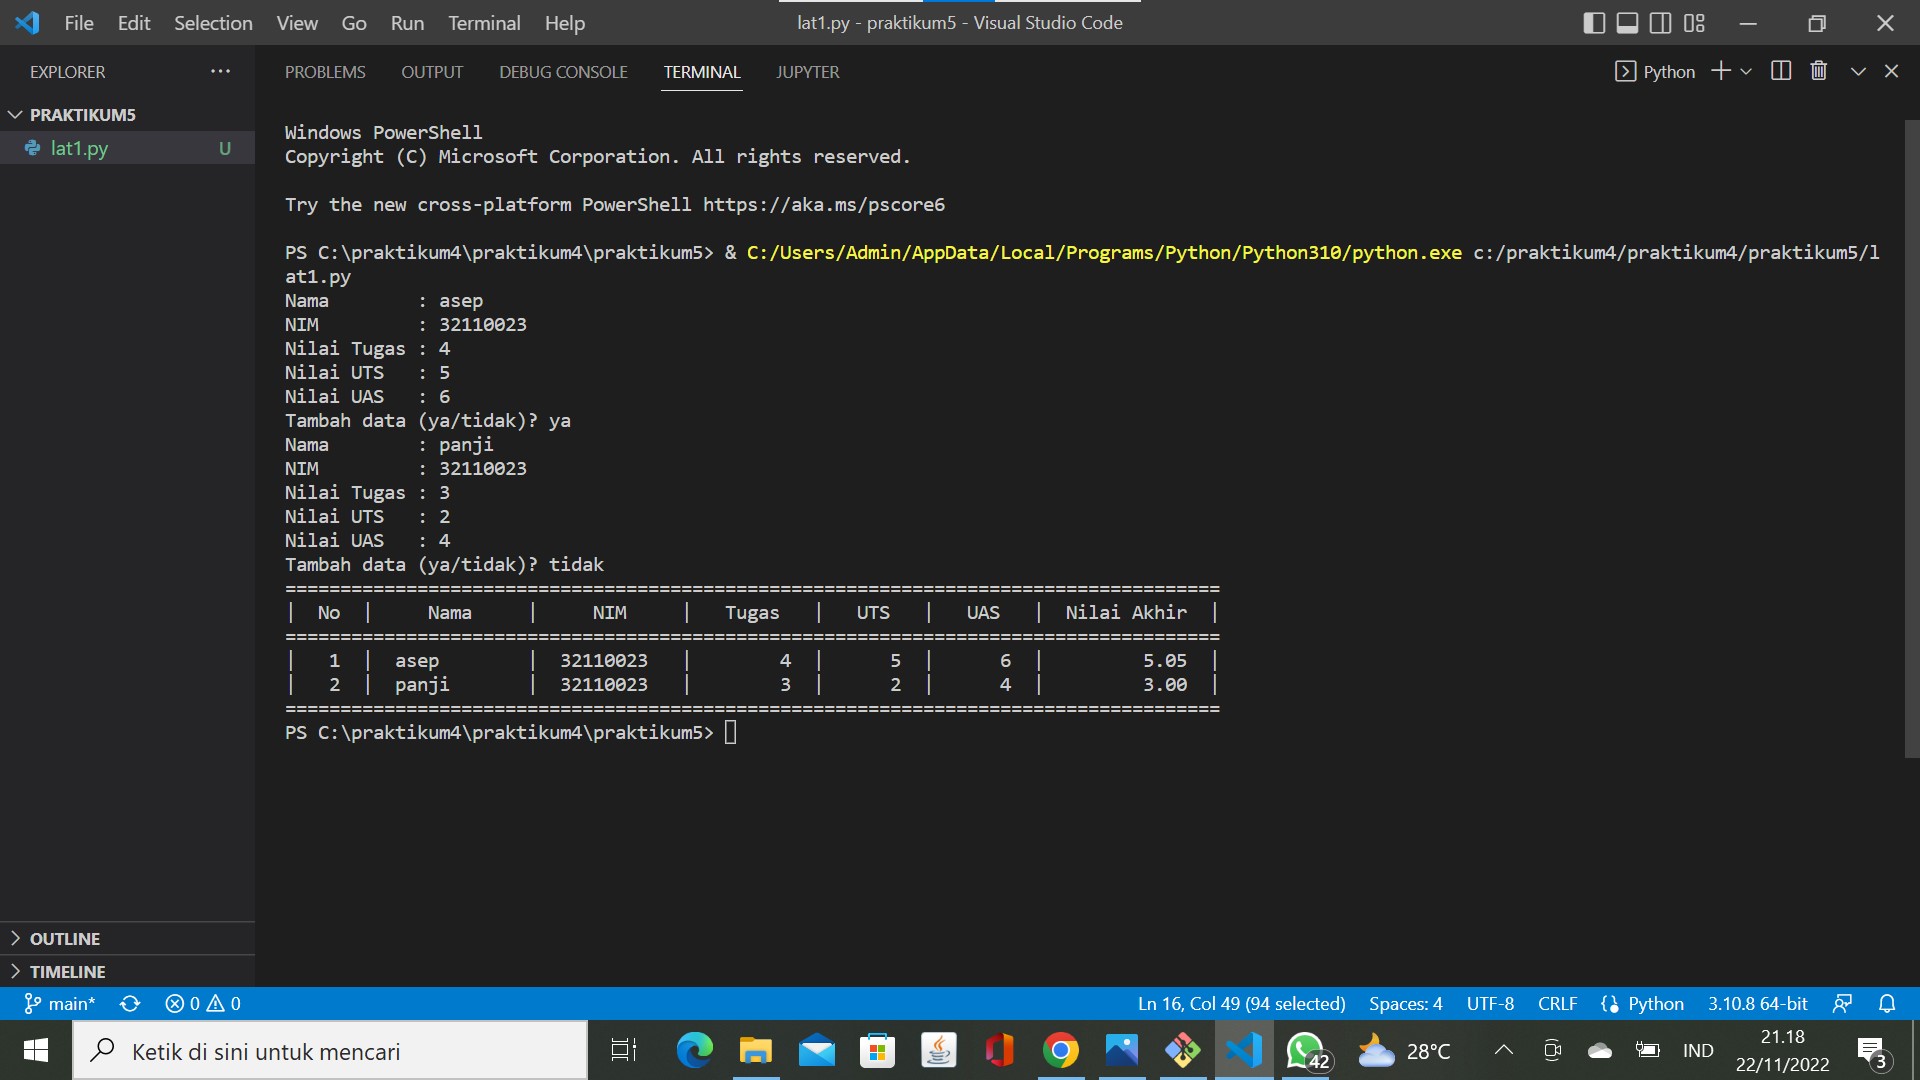 File Edit Selection View Go Run Terminal Help lat1.py - praktikum5 - Visual Studio Code
EXPLORER ···
PRAKTIKUM5
lat1.py U
OUTLINE
TIMELINE
PROBLEMS OUTPUT DEBUG CONSOLE TERMINAL JUPYTER Python
Windows PowerShell
Copyright (C) Microsoft Corporation. All rights reserved.
Try the new cross-platform PowerShell https://aka.ms/pscore6
PS C:\praktikum4\praktikum4\praktikum5> & C:/Users/Admin/AppData/Local/Programs/Python/Python310/python.exe c:/praktikum4/praktikum4/praktikum5/l
at1.py
Nama        : asep
NIM         : 32110023
Nilai Tugas : 4
Nilai UTS   : 5
Nilai UAS   : 6
Tambah data (ya/tidak)? ya
Nama        : panji
NIM         : 32110023
Nilai Tugas : 3
Nilai UTS   : 2
Nilai UAS   : 4
Tambah data (ya/tidak)? tidak
=====================================================================================
|  No  |     Nama     |     NIM     |   Tugas   |   UTS   |   UAS   |  Nilai Akhir  |
=====================================================================================
|   1  |  asep        |  32110023   |        4  |      5  |      6  |         5.05  |
|   2  |  panji       |  32110023   |        3  |      2  |      4  |         3.00  |
=====================================================================================
PS C:\praktikum4\praktikum4\praktikum5>
main* 0 0 Ln 16, Col 49 (94 selected) Spaces: 4 UTF-8 CRLF Python 3.10.8 64-bit
Ketik di sini untuk mencari 42 28°C IND 21.18
22/11/2022 3